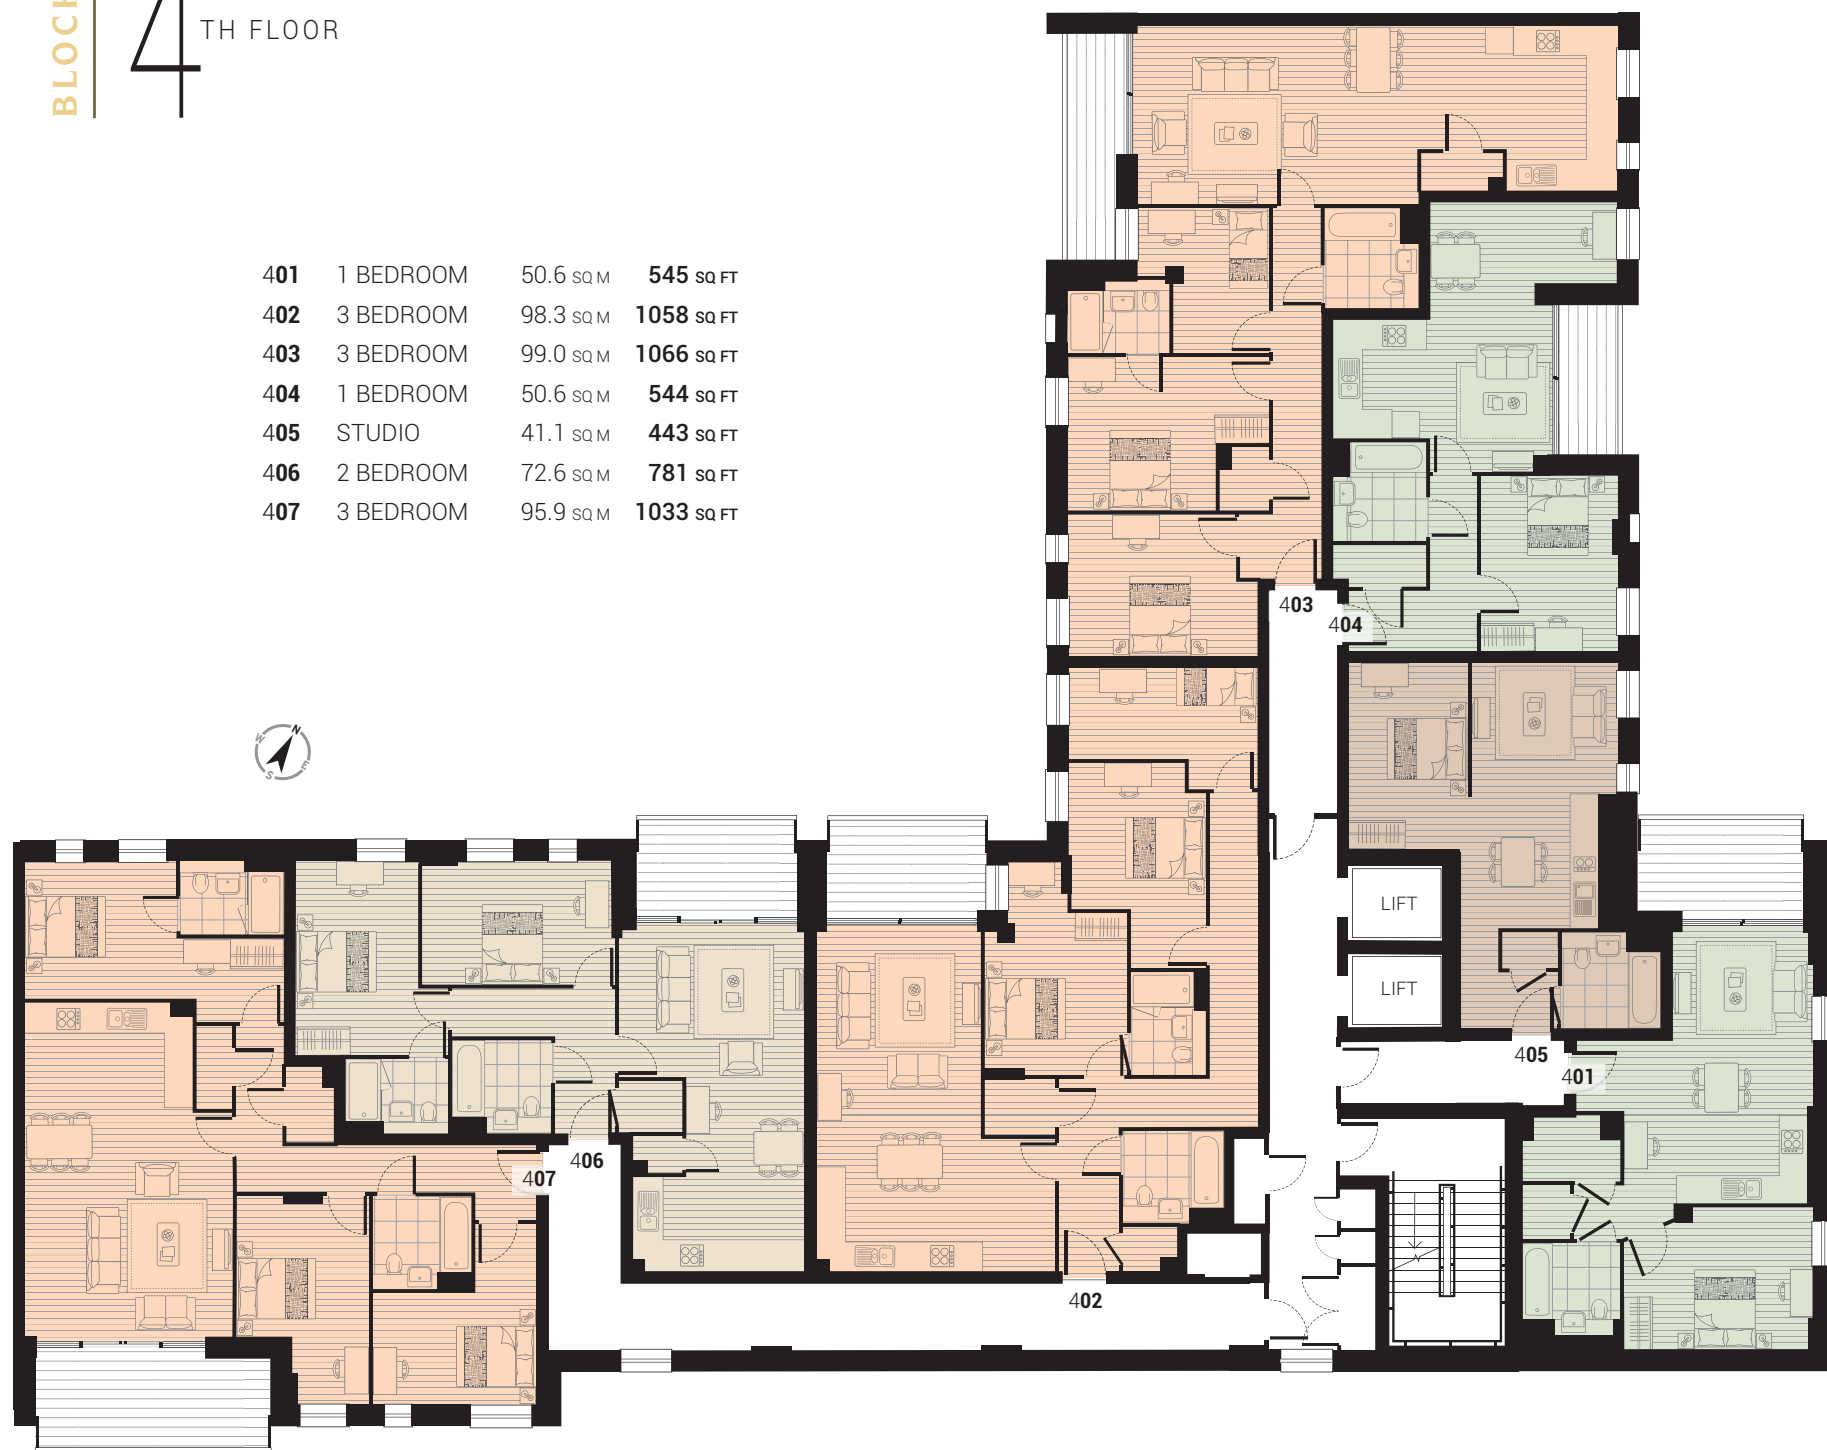 BLOCK
4 TH FLOOR
401 1 BEDROOM 50.6 SQ M 545 SQ FT
402 3 BEDROOM 98.3 SQ M 1058 SQ FT
403 3 BEDROOM 99.0 SQ M 1066 SQ FT
404 1 BEDROOM 50.6 SQ M 544 SQ FT
405 STUDIO 41.1 SQ M 443 SQ FT
406 2 BEDROOM 72.6 SQ M 781 SQ FT
407 3 BEDROOM 95.9 SQ M 1033 SQ FT
403
404
N
W
E
S
LIFT
LIFT
405
401
406
407
402